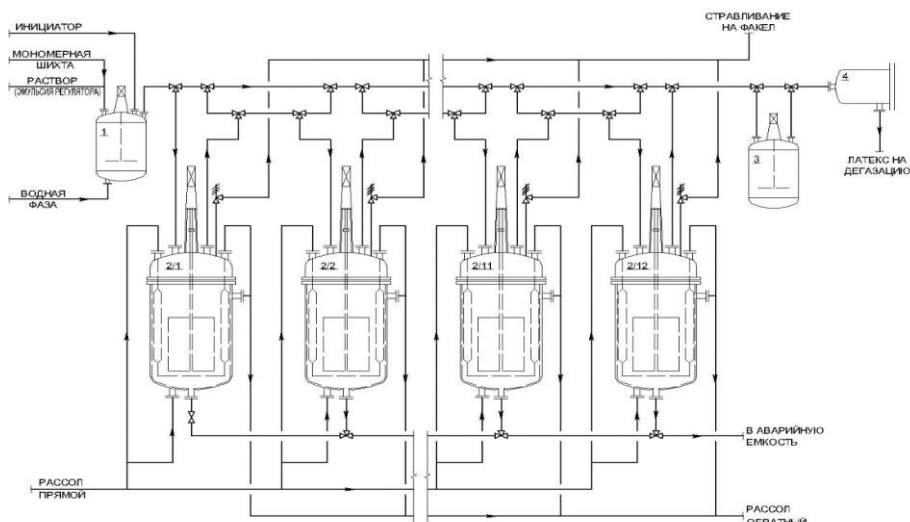 ИНИЦИАТОР
МОНОМЕРНАЯ
ШИХТА
РАСТВОР
(ЭМУЛЬСИЯ РЕГУЛЯТОРА)
ВОДНАЯ
ФАЗА
1
СТРАВЛИВАНИЕ
НА ФАКЕЛ
4
3
ЛАТЕКС НА
ДЕГАЗАЦИЮ
2/1
2/2
2/11
2/12
В АВАРИЙНУЮ
ЕМКОСТЬ
РАССОЛ
ПРЯМОЙ
РАССОЛ
ОБРАТНЫЙ